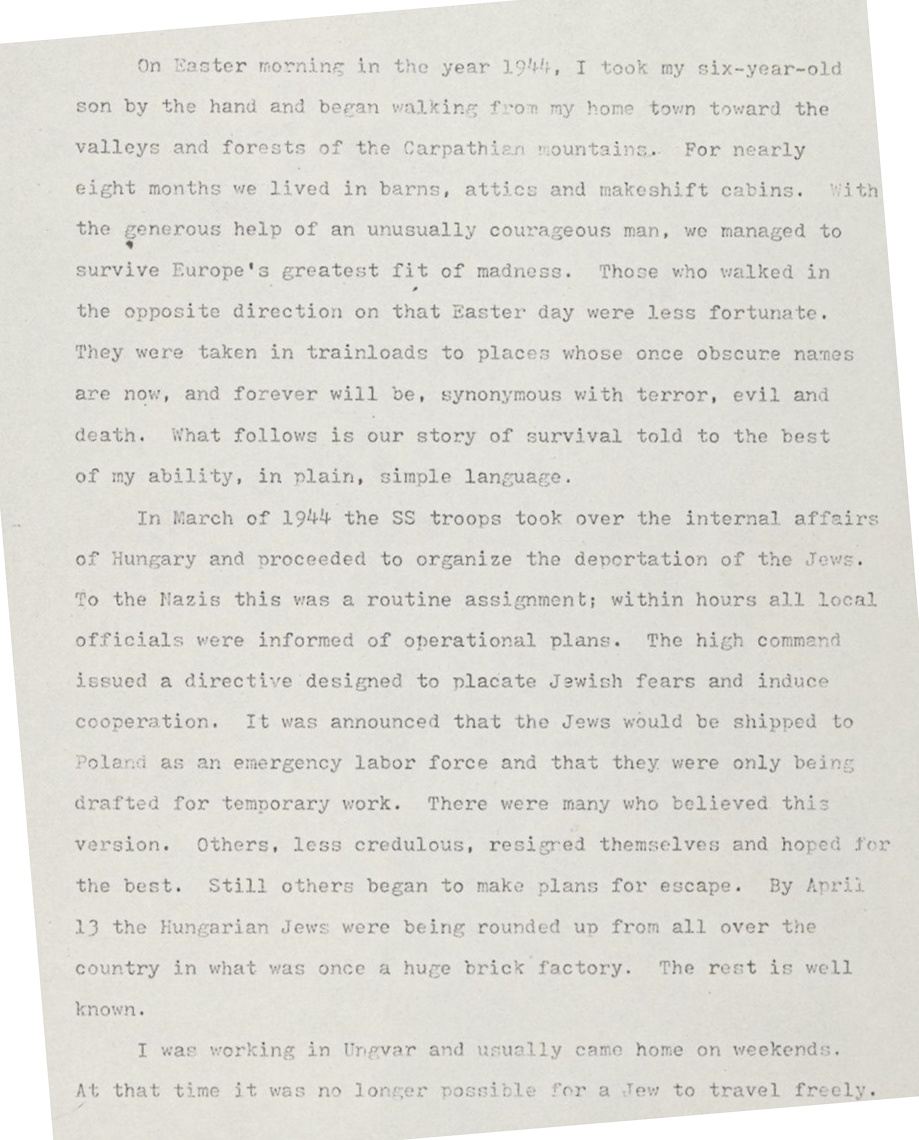 On Easter morning in the year 1944, I took my six-year-old
son by the hand and began walking from my home town toward the
valleys and forests of the Carpathian mountains. For nearly
eight months we lived in barns, attics and makeshift cabins. With
the generous help of an unusually courageous man, we managed to
survive Europe's greatest fit of madness. Those who walked in
the opposite direction on that Easter day were less fortunate.
They were taken in trainloads to places whose once obscure names
are now, and forever will be, synonymous with terror, evil and
death. What follows is our story of survival told to the best
of my ability, in plain, simple language.
In March of 1944 the SS troops took over the internal affairs
of Hungary and proceeded to organize the deportation of the Jews.
To the Nazis this was a routine assignment; within hours all local
officials were informed of operational plans. The high command
issued a directive designed to placate Jewish fears and induce
cooperation. It was announced that the Jews would be shipped to
Poland as an emergency labor force and that they were only being
drafted for temporary work. There were many who believed this
version. Others, less credulous, resigned themselves and hoped for
the best. Still others began to make plans for escape. By April
13 the Hungarian Jews were being rounded up from all over the
country in what was once a huge brick factory. The rest is well
known.
I was working in Ungvar and usually came home on weekends.
At that time it was no longer possible for a Jew to travel freely.